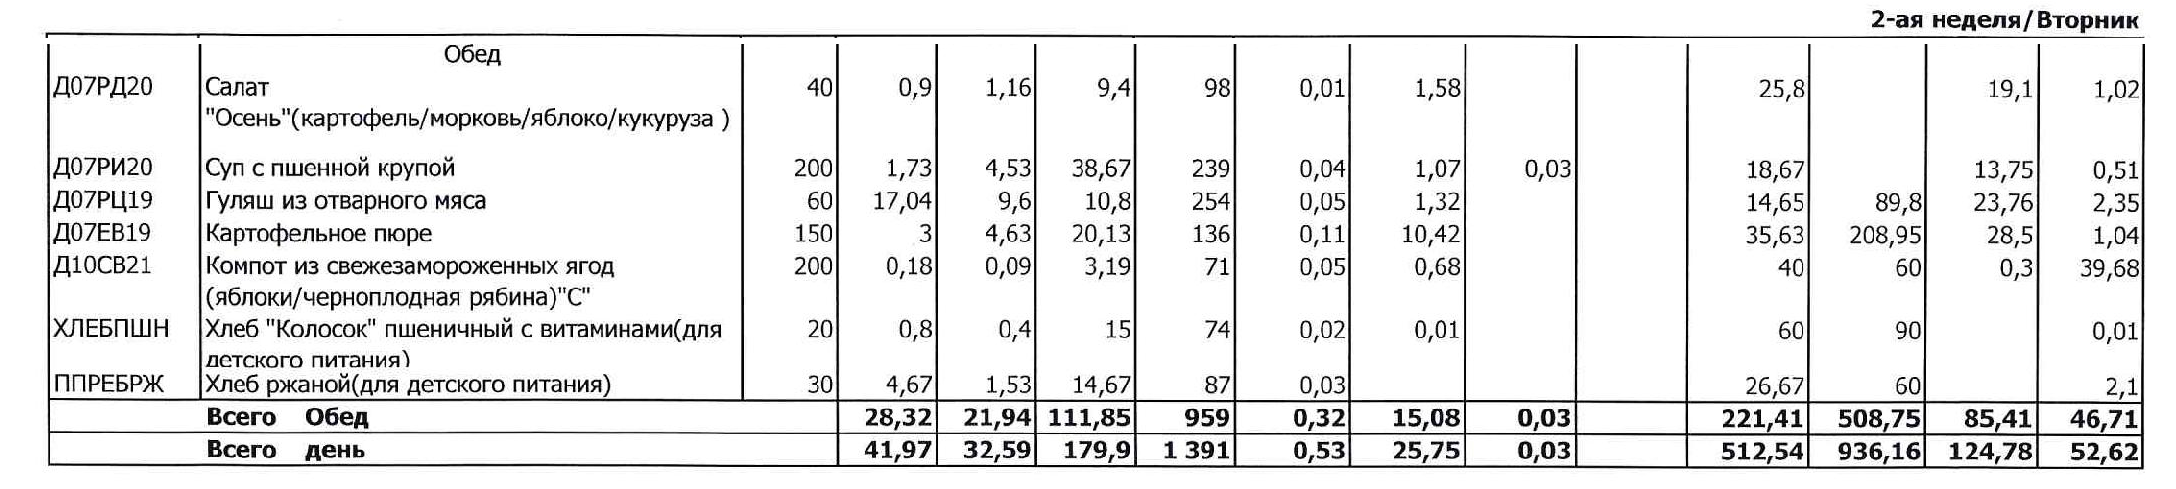 2-ая неделя/Вторник
Обед
Д07РД20 Салат 40 0,9 1,16 9,4 98 0,01 1,58 25,8 19,1 1,02
"Осень"(картофель/морковь/яблоко/кукуруза )
Д07РИ20 Суп с пшенной крупой 200 1,73 4,53 38,67 239 0,04 1,07 0,03 18,67 13,75 0,51
Д07РЦ19 Гуляш из отварного мяса 60 17,04 9,6 10,8 254 0,05 1,32 14,65 89,8 23,76 2,35
Д07ЕВ19 Картофельное пюре 150 3 4,63 20,13 136 0,11 10,42 35,63 208,95 28,5 1,04
Д10СВ21 Компот из свежезамороженных ягод 200 0,18 0,09 3,19 71 0,05 0,68 40 60 0,3 39,68
(яблоки/черноплодная рябина)"С"
ХЛЕБПШН Хлеб "Колосок" пшеничный с витаминами(для 20 0,8 0,4 15 74 0,02 0,01 60 90 0,01
детского питания)
ППРЕБРЖ Хлеб ржаной(для детского питания) 30 4,67 1,53 14,67 87 0,03 26,67 60 2,1
Всего Обед 28,32 21,94 111,85 959 0,32 15,08 0,03 221,41 508,75 85,41 46,71
Всего день 41,97 32,59 179,9 1 391 0,53 25,75 0,03 512,54 936,16 124,78 52,62